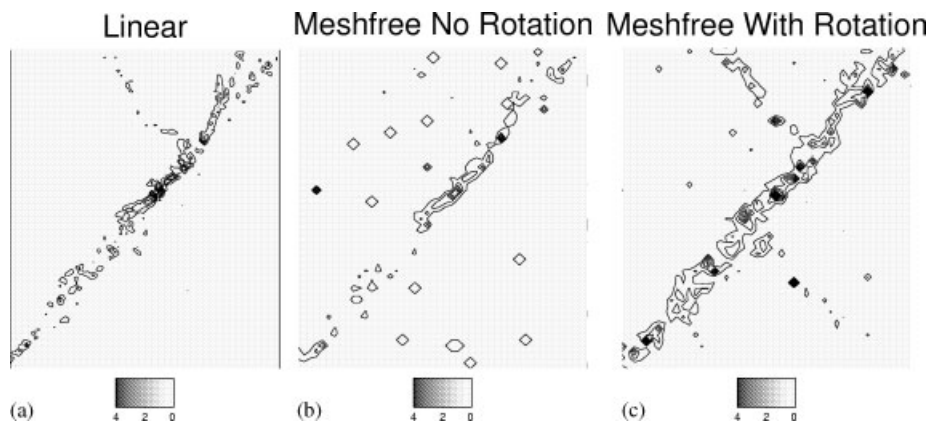 Linear
Meshfree No Rotation
Meshfree With Rotation
(a)
4 2 0
(b)
4 2 0
(c)
4 2 0